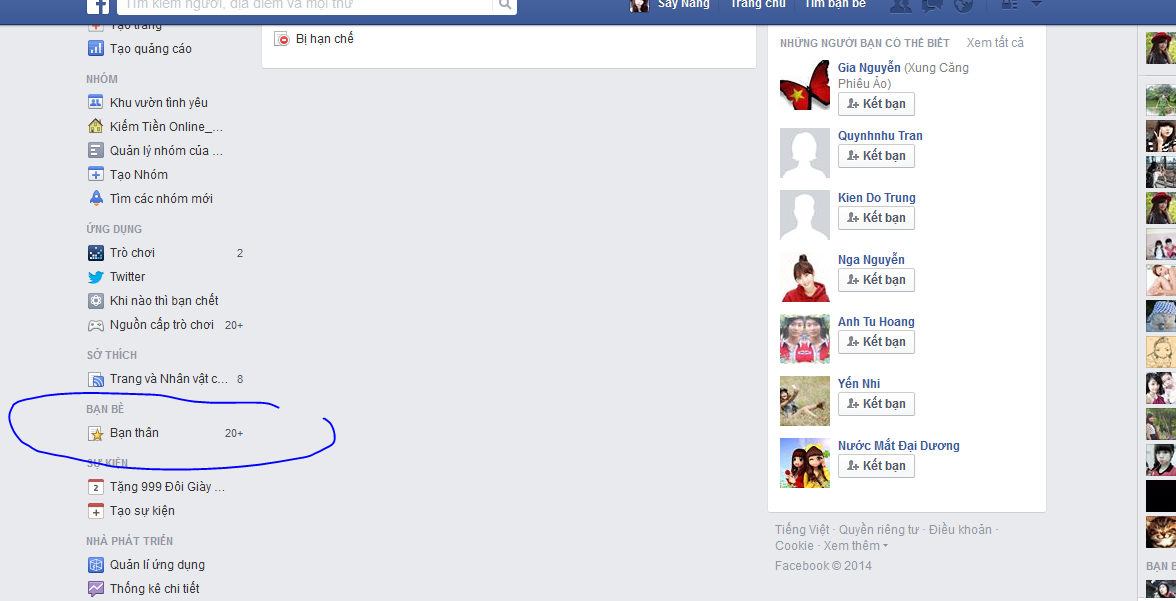 Tìm kiếm người, địa điểm và mọi thứ
Say Nắng
Trang chủ
Tìm bạn bè
Tạo trang
Tạo quảng cáo
NHÓM
Khu vườn tình yêu
Kiếm Tiền Online_...
Quản lý nhóm của ...
Tạo Nhóm
Tìm các nhóm mới
ỨNG DỤNG
Trò chơi 2
Twitter
Khi nào thì bạn chết
Nguồn cấp trò chơi 20+
SỞ THÍCH
Trang và Nhân vật c... 8
BẠN BÈ
Bạn thân 20+
SỰ KIỆN
2 Tặng 999 Đôi Giày ...
Tạo sự kiện
NHÀ PHÁT TRIỂN
Quản lí ứng dụng
Thống kê chi tiết
Bị hạn chế
NHỮNG NGƯỜI BẠN CÓ THỂ BIẾT Xem tất cả
Gia Nguyễn (Xung Căng
Phiêu Ảo)
Kết bạn
Quynhnhu Tran
Kết bạn
Kien Do Trung
Kết bạn
Nga Nguyễn
Kết bạn
Anh Tu Hoang
Kết bạn
Yến Nhi
Kết bạn
Nước Mắt Đại Dương
Kết bạn
Tiếng Việt · Quyền riêng tư · Điều khoản ·
Cookie · Xem thêm
Facebook © 2014